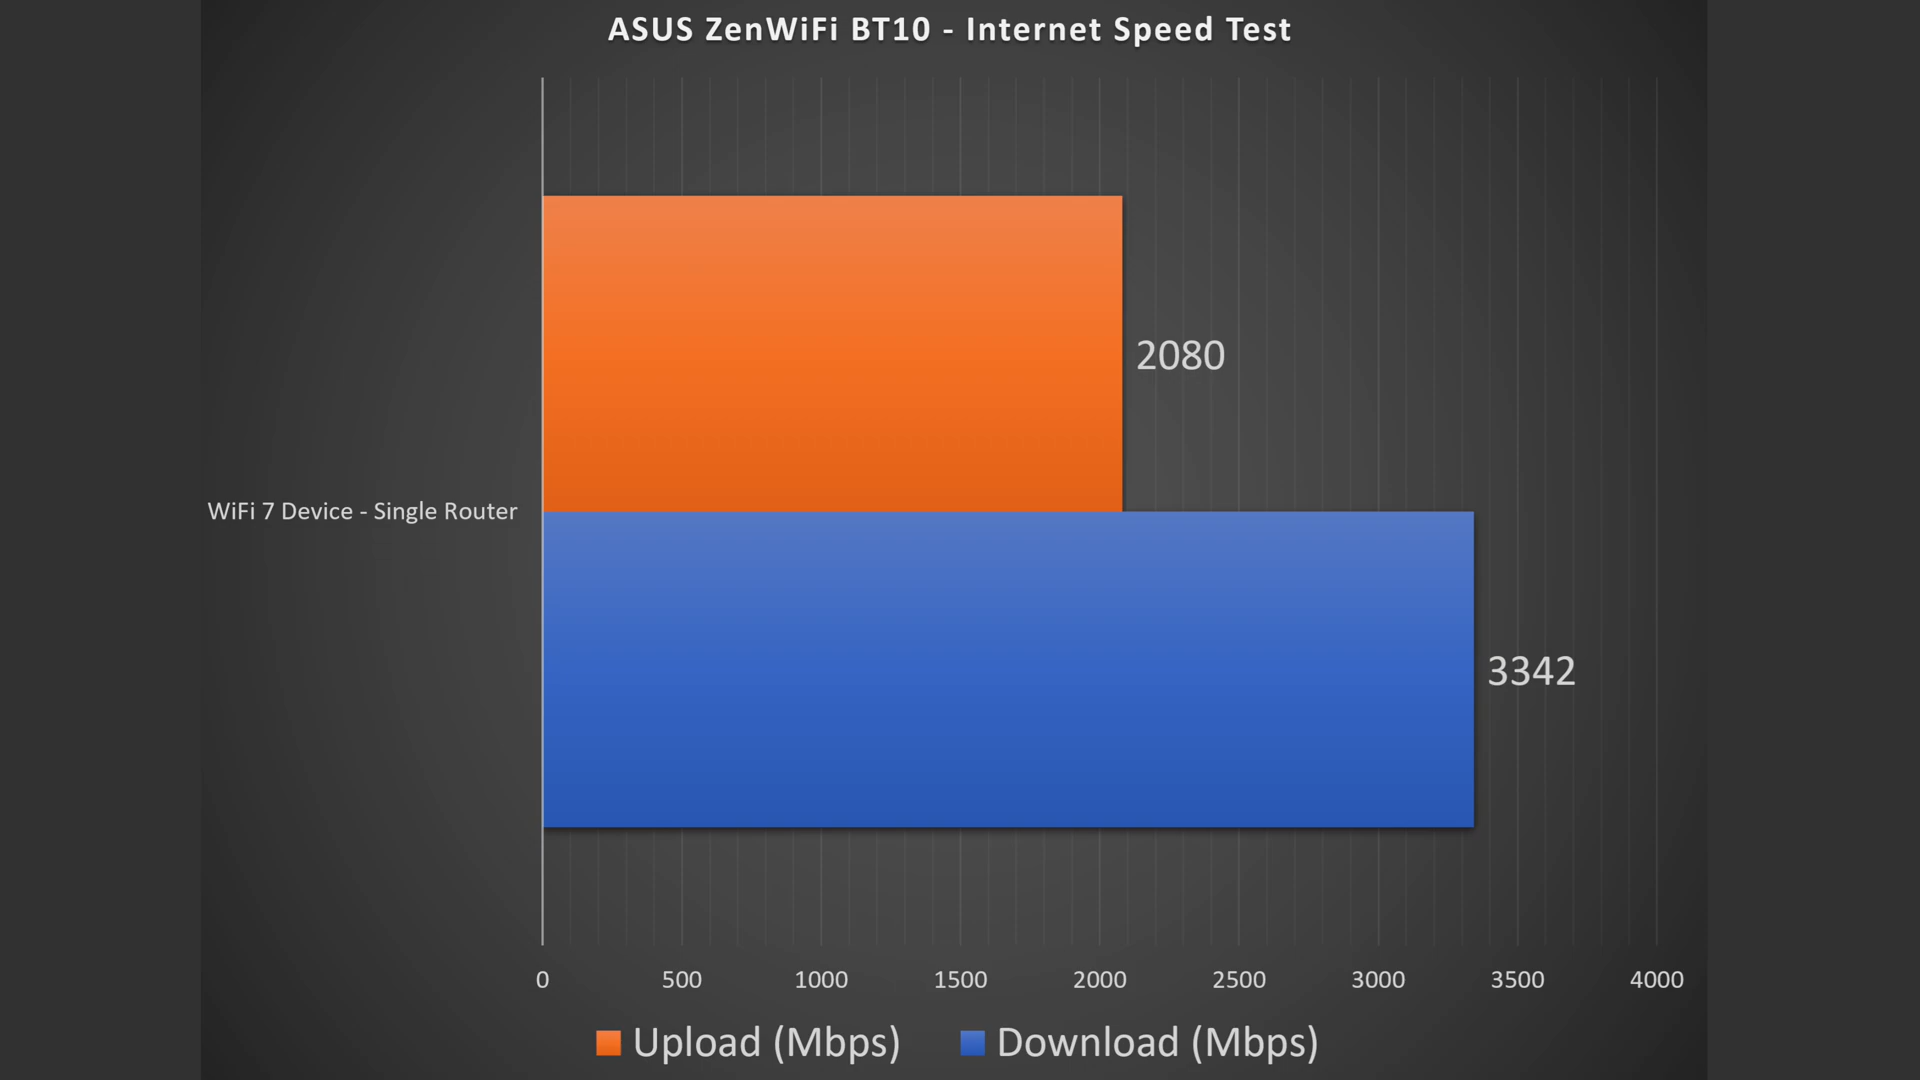 ASUS ZenWiFi BT10 - Internet Speed Test
2080
WiFi 7 Device - Single Router
3342
0 500 1000 1500 2000 2500 3000 3500 4000
Upload (Mbps) Download (Mbps)